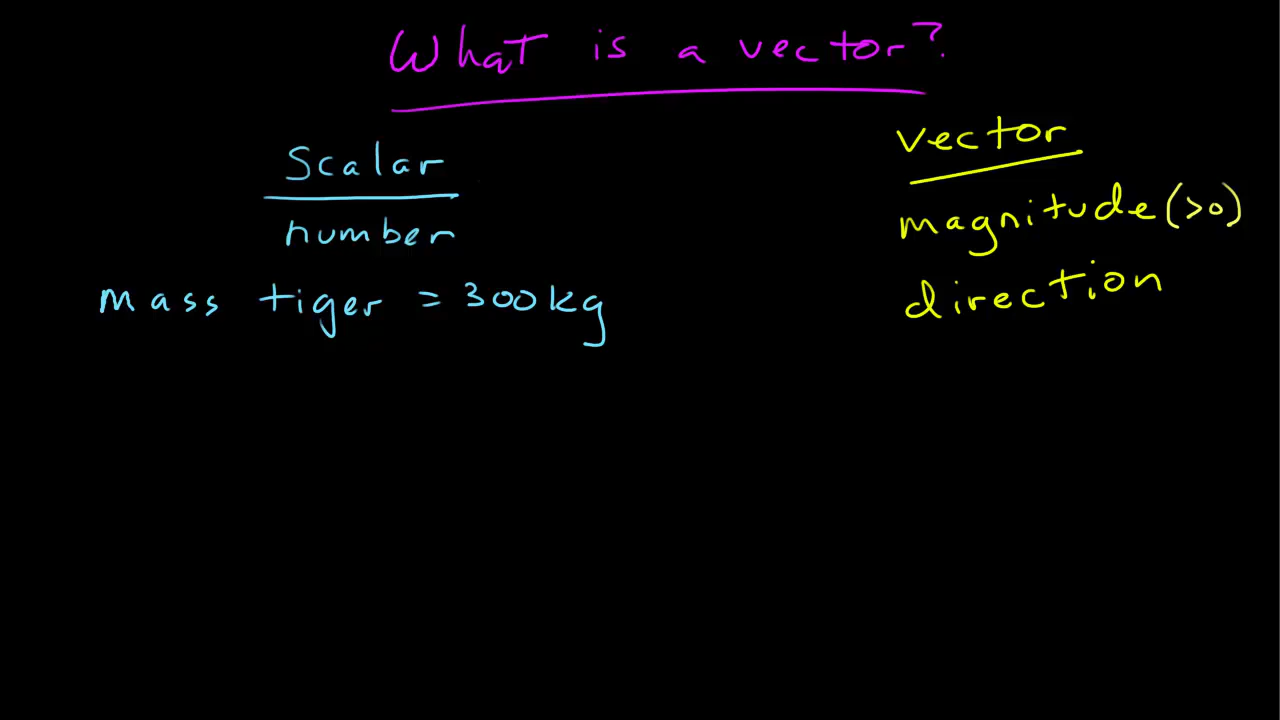 What is a vector?
Scalar
number
mass tiger = 300kg
vector
magnitude (>0)
direction